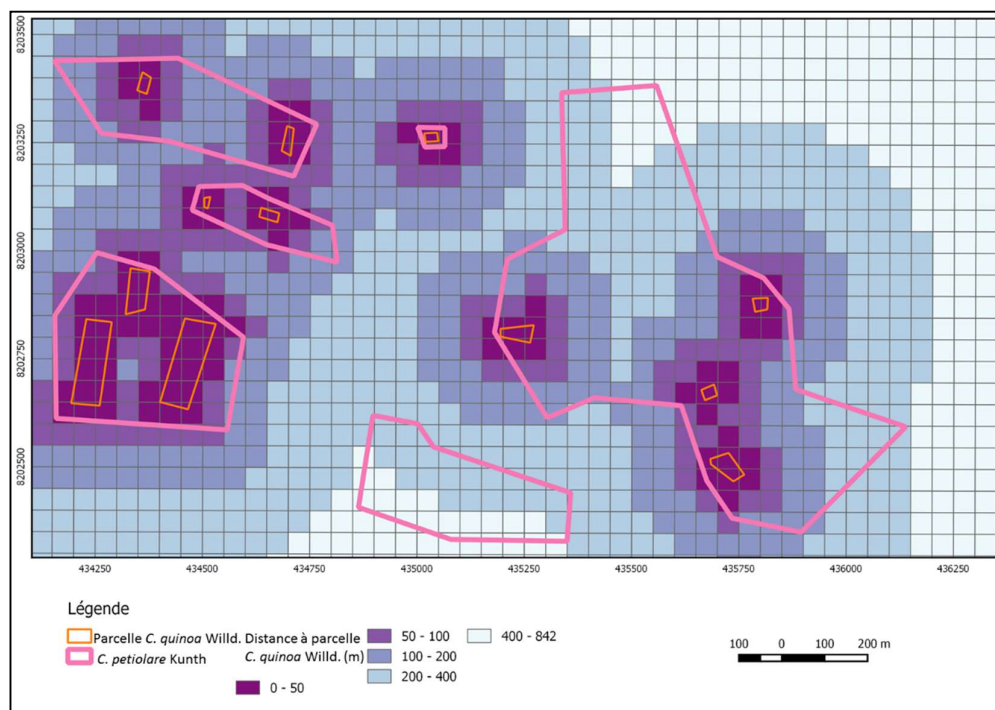 8203500
8203250
8203000
8202750
8202500
434250 434500 434750 435000 435250 435500 435750 436000 436250
Légende
Parcelle C. quinoa Willd. Distance à parcelle 50 - 100 400 - 842
C. petiolare Kunth C. quinoa Willd. (m) 100 - 200
200 - 400
0 - 50
100 0 100 200 m